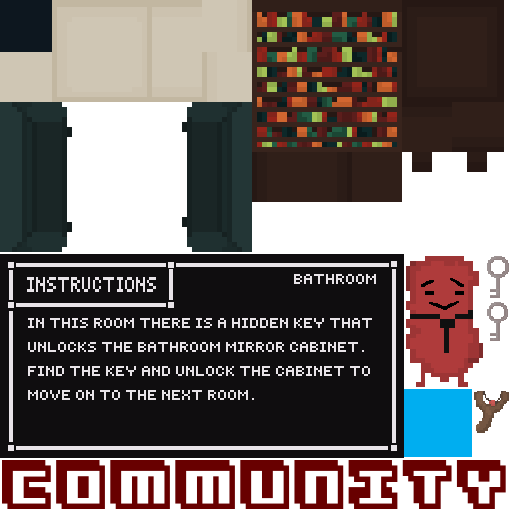 INSTRUCTIONS
BATHROOM
IN THIS ROOM THERE IS A HIDDEN KEY THAT
UNLOCKS THE BATHROOM MIRROR CABINET.
FIND THE KEY AND UNLOCK THE CABINET TO
MOVE ON TO THE NEXT ROOM.
COMMUNITY